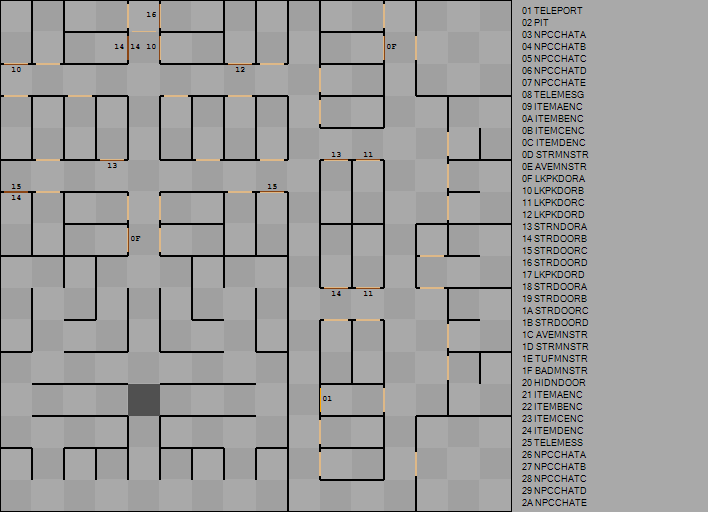 16
14 14 10
0F
10
12
13
13 11
15
15
14
0F
14 11
01
01 TELEPORT
02 PIT
03 NPCCHATA
04 NPCCHATB
05 NPCCHATC
06 NPCCHATD
07 NPCCHATE
08 TELEMESG
09 ITEMAENC
0A ITEMBENC
0B ITEMCENC
0C ITEMDENC
0D STRMNSTR
0E AVEMNSTR
0F LKPKDORA
10 LKPKDORB
11 LKPKDORC
12 LKPKDORD
13 STRNDORA
14 STRDOORB
15 STRDOORC
16 STRDOORD
17 LKPKDORD
18 STRDOORA
19 STRDOORB
1A STRDOORC
1B STRDOORD
1C AVEMNSTR
1D STRMNSTR
1E TUFMNSTR
1F BADMNSTR
20 HIDNDOOR
21 ITEMAENC
22 ITEMBENC
23 ITEMCENC
24 ITEMDENC
25 TELEMESS
26 NPCCHATA
27 NPCCHATB
28 NPCCHATC
29 NPCCHATD
2A NPCCHATE